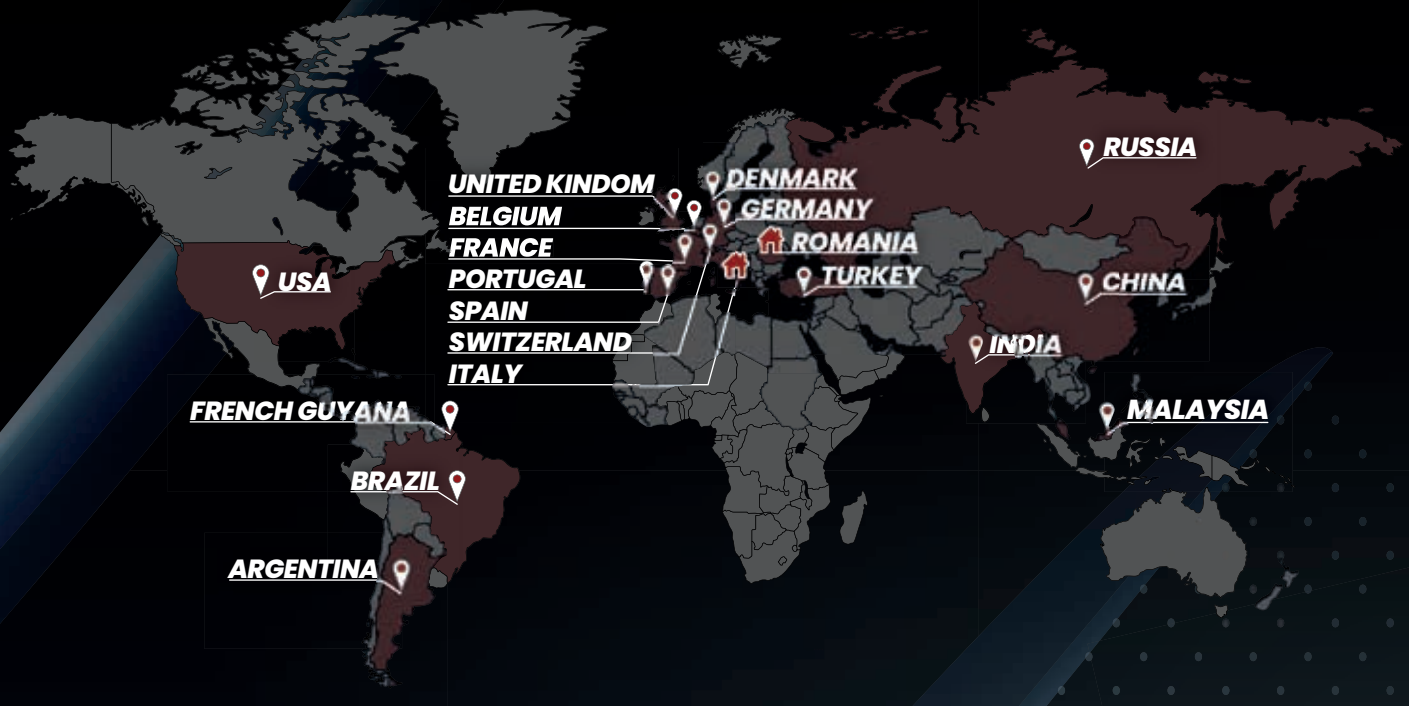 RUSSIA
UNITED KINDOM
DENMARK
BELGIUM
GERMANY
FRANCE
ROMANIA
PORTUGAL
TURKEY
USA
CHINA
SPAIN
SWITZERLAND
INDIA
ITALY
FRENCH GUYANA
MALAYSIA
BRAZIL
ARGENTINA